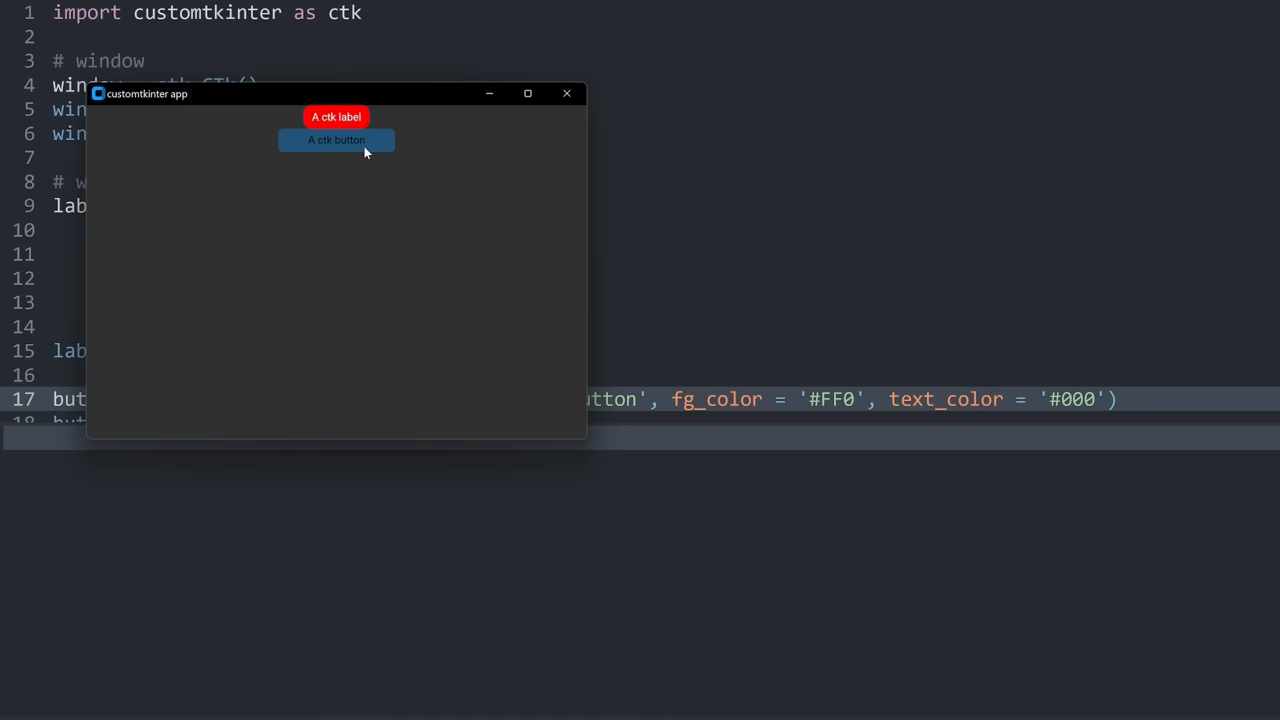 1 import customtkinter as ctk
2
3 # window
4 win
5 win
6 win
7
8 # w
9 lab
10
11
12
13
14
15 lab
16
17 but utton', fg_color = '#FF0', text_color = '#000')
customtkinter app
A ctk label
A ctk button